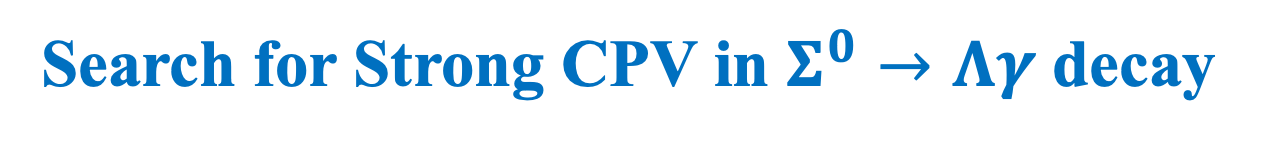 Search for Strong CPV in Σ⁰ → Λγ decay